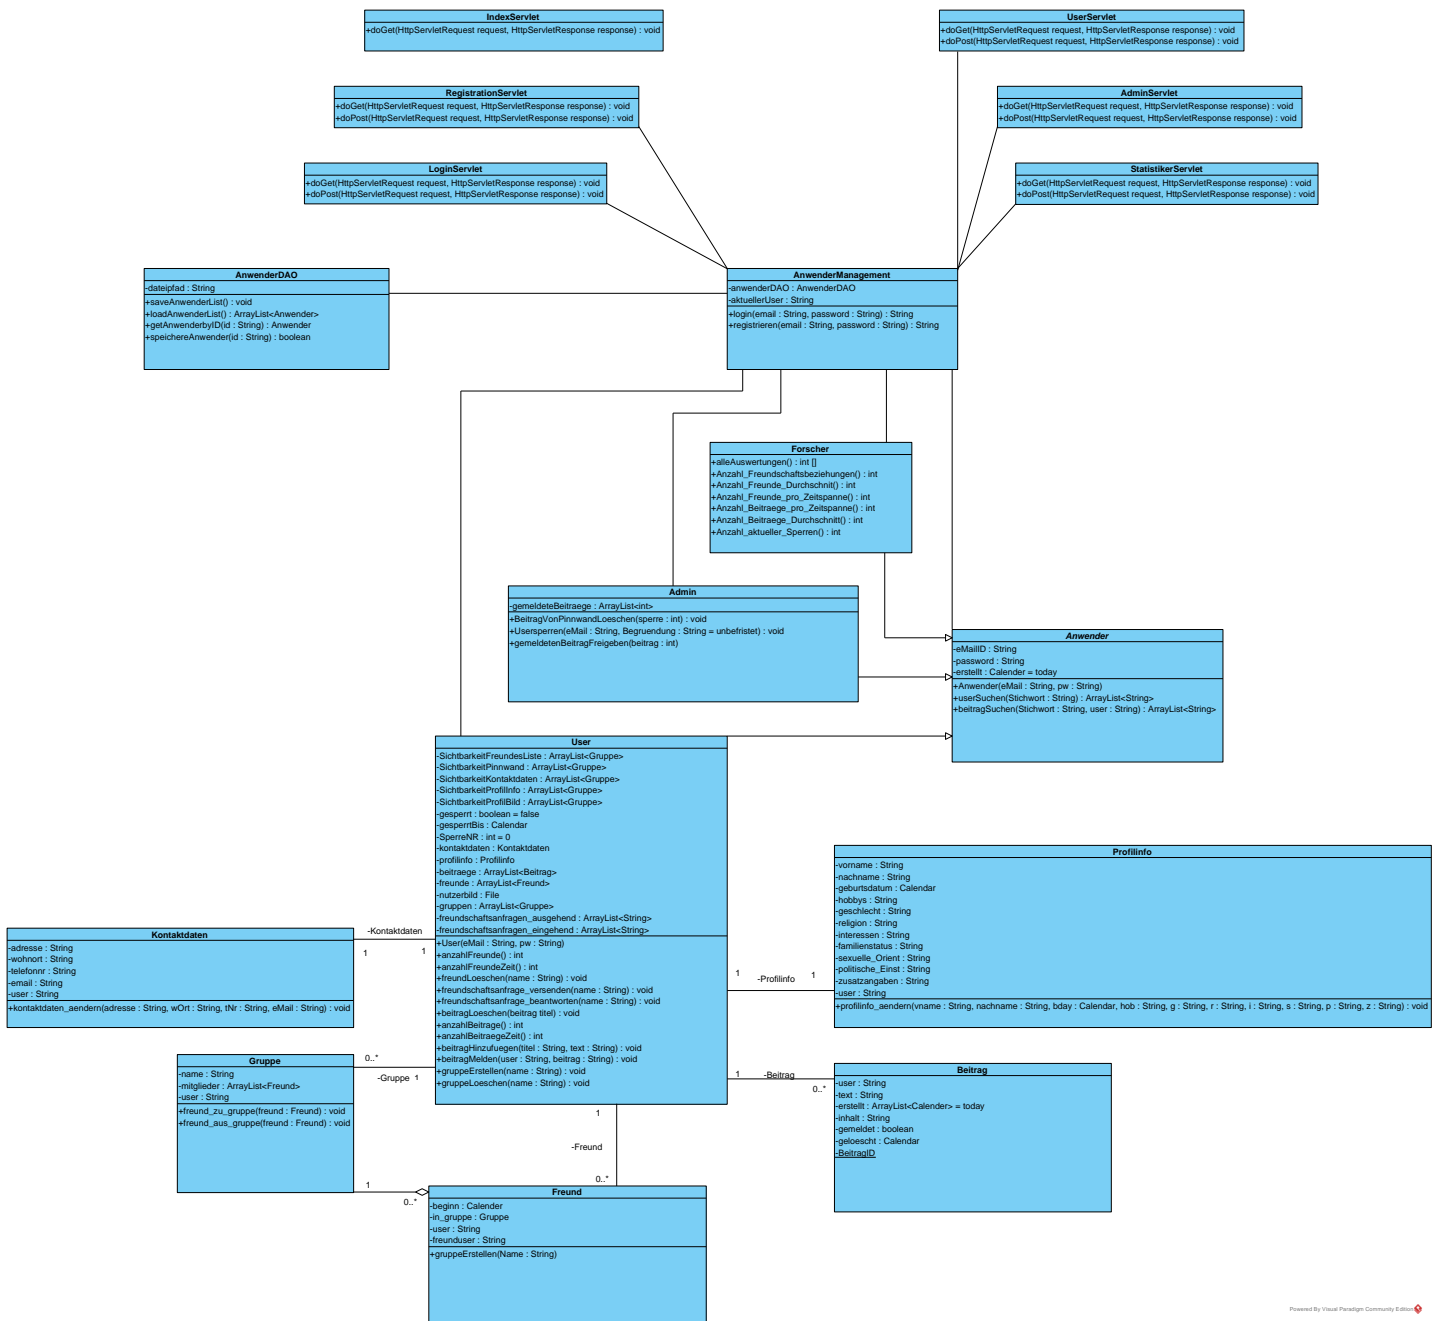 IndexServlet
+doGet(HttpServletRequest request, HttpServletResponse response) : void
UserServlet
+doGet(HttpServletRequest request, HttpServletResponse response) : void
+doPost(HttpServletRequest request, HttpServletResponse response) : void
RegistrationServlet
+doGet(HttpServletRequest request, HttpServletResponse response) : void
+doPost(HttpServletRequest request, HttpServletResponse response) : void
AdminServlet
+doGet(HttpServletRequest request, HttpServletResponse response) : void
+doPost(HttpServletRequest request, HttpServletResponse response) : void
LoginServlet
+doGet(HttpServletRequest request, HttpServletResponse response) : void
+doPost(HttpServletRequest request, HttpServletResponse response) : void
StatistikerServlet
+doGet(HttpServletRequest request, HttpServletResponse response) : void
+doPost(HttpServletRequest request, HttpServletResponse response) : void
AnwenderDAO
-dateipfad : String
+saveAnwenderList() : void
+loadAnwenderList() : ArrayList<Anwender>
+getAnwenderbyID(id : String) : Anwender
+speichereAnwender(id : String) : boolean
AnwenderManagement
-anwenderDAO : AnwenderDAO
-aktuellerUser : String
+login(email : String, password : String) : String
+registrieren(email : String, password : String) : String
Forscher
+alleAuswertungen() : int []
+Anzahl_Freundschaftsbeziehungen() : int
+Anzahl_Freunde_Durchschnit() : int
+Anzahl_Freunde_pro_Zeitspanne() : int
+Anzahl_Beitraege_pro_Zeitspanne() : int
+Anzahl_Beitraege_Durchschnitt() : int
+Anzahl_aktueller_Sperren() : int
Admin
-gemeldeteBeitraege : ArrayList<int>
+BeitragVonPinnwandLoeschen(sperre : int) : void
+Usersperren(eMail : String, Begruendung : String = unbefristet) : void
+gemeldetenBeitragFreigeben(beitrag : int)
Anwender
-eMailID : String
-password : String
-erstellt : Calender = today
+Anwender(eMail : String, pw : String)
+userSuchen(Stichwort : String) : ArrayList<String>
+beitragSuchen(Stichwort : String, user : String) : ArrayList<String>
User
-SichtbarkeitFreundesListe : ArrayList<Gruppe>
-SichtbarkeitPinnwand : ArrayList<Gruppe>
-SichtbarkeitKontaktdaten : ArrayList<Gruppe>
-SichtbarkeitProfilInfo : ArrayList<Gruppe>
-SichtbarkeitProfilBild : ArrayList<Gruppe>
-gesperrt : boolean = false
-gesperrtBis : Calendar
-SperreNR : int = 0
-kontaktdaten : Kontaktdaten
-profilinfo : Profilinfo
-beitraege : ArrayList<Beitrag>
-freunde : ArrayList<Freund>
-nutzerbild : File
-gruppen : ArrayList<Gruppe>
-freundschaftsanfragen_ausgehend : ArrayList<String>
-freundschaftsanfragen_eingehend : ArrayList<String>
+User(eMail : String, pw : String)
+anzahlFreunde() : int
+anzahlFreundeZeit() : int
+freundLoeschen(name : String) : void
+freundschaftsanfrage_versenden(name : String) : void
+freundschaftsanfrage_beantworten(name : String) : void
+beitragLoeschen(beitrag titel) : void
+anzahlBeitrage() : int
+anzahlBeitraegeZeit() : int
+beitragHinzufuegen(titel : String, text : String) : void
+beitragMelden(user : String, beitrag : String) : void
+gruppeErstellen(name : String) : void
+gruppeLoeschen(name : String) : void
Profilinfo
-vorname : String
-nachname : String
-geburtsdatum : Calendar
-hobbys : String
-geschlecht : String
-religion : String
-interessen : String
-familienstatus : String
-sexuelle_Orient : String
-politische_Einst : String
-zusatzangaben : String
-user : String
+profilinfo_aendern(vname : String, nachname : String, bday : Calendar, hob : String, g : String, r : String, i : String, s : String, p : String, z : String) : void
Kontaktdaten
-adresse : String
-wohnort : String
-telefonnr : String
-email : String
-user : String
+kontaktdaten_aendern(adresse : String, wOrt : String, tNr : String, eMail : String) : void
-Kontaktdaten
1
1
1
-Profilinfo
1
Gruppe
-name : String
-mitglieder : ArrayList<Freund>
-user : String
+freund_zu_gruppe(freund : Freund) : void
+freund_aus_gruppe(freund : Freund) : void
0..*
-Gruppe
1
1
-Beitrag
0..*
Beitrag
-user : String
-text : String
-erstellt : ArrayList<Calender> = today
-inhalt : String
-gemeldet : boolean
-geloescht : Calendar
-BeitragID
1
-Freund
0..*
1
0..*
Freund
-beginn : Calender
-in_gruppe : Gruppe
-user : String
-freunduser : String
+gruppeErstellen(Name : String)
Powered By Visual Paradigm Community Edition